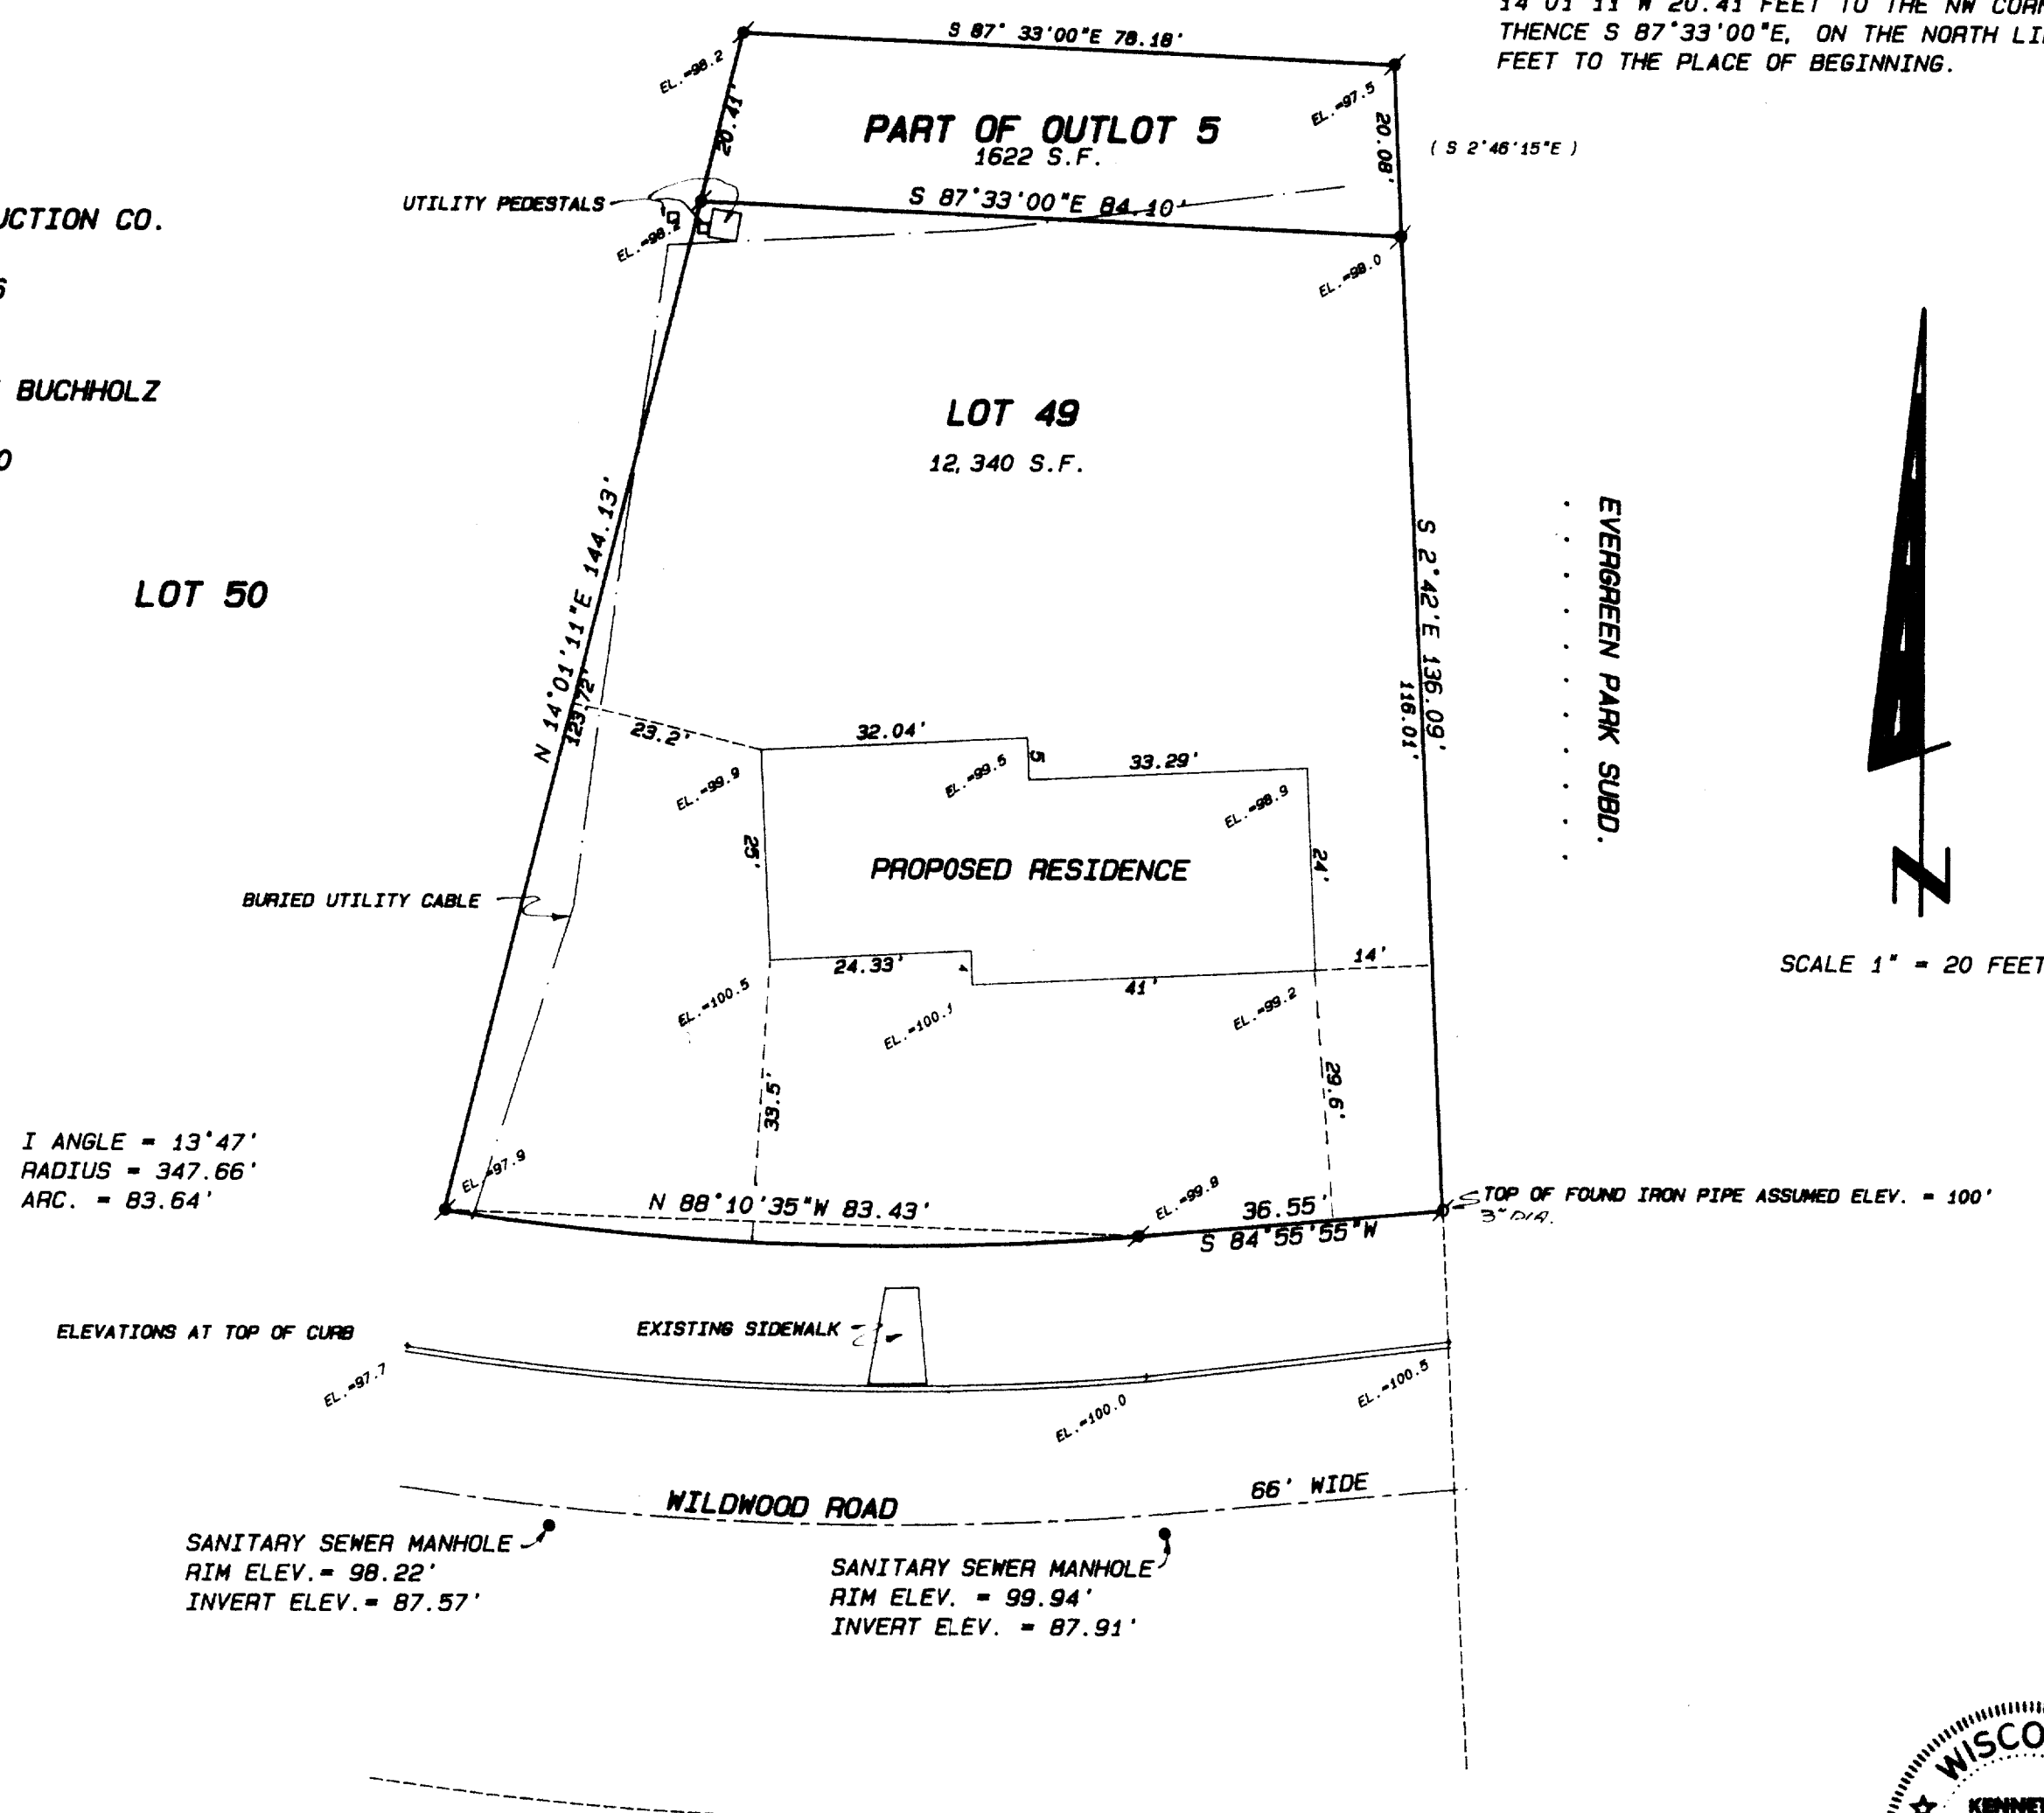 14°01'11"W 20.41 FEET TO THE NW
THENCE S 87°33'00"E, ON THE NORTH
FEET TO THE PLACE OF BEGINNING.
S 87° 33'00"E 78.18'
EL.=98.2
EL.=97.5
20.41'
20.08'
PART OF OUTLOT 5
1622 S.F.
( S 2°46'15"E )
UTILITY PEDESTALS
S 87°33'00"E 84.10'
EL.=98.2
EL.=98.0
CO.
BUCHHOLZ
LOT 49
12,340 S.F.
LOT 50
N 14°01'11"E 144.13'
123.72'
S 2°42'E 136.09'
116.01'
EVERGREEN PARK SUBD.
23.2'
32.04'
5
33.29'
EL.=99.9
EL.=99.5
EL.=98.9
25'
24'
PROPOSED RESIDENCE
BURIED UTILITY CABLE
N
24.33'
4
41'
14'
SCALE 1" = 20 FEET
EL.=100.5
EL.=100.1
EL.=99.2
33.5'
29.6'
I ANGLE = 13°47'
RADIUS = 347.66'
ARC. = 83.64'
EL.=97.9
N 88°10'35"W 83.43'
EL.=99.8
36.55'
S 84°55'55"W
TOP OF FOUND IRON PIPE ASSUMED ELEV. = 100'
3" DIA.
ELEVATIONS AT TOP OF CURB
EXISTING SIDEWALK
EL.=97.7
EL.=100.0
EL.=100.5
WILDWOOD ROAD
66' WIDE
SANITARY SEWER MANHOLE
RIM ELEV.= 98.22'
INVERT ELEV.= 87.57'
SANITARY SEWER MANHOLE
RIM ELEV. = 99.94'
INVERT ELEV. = 87.91'